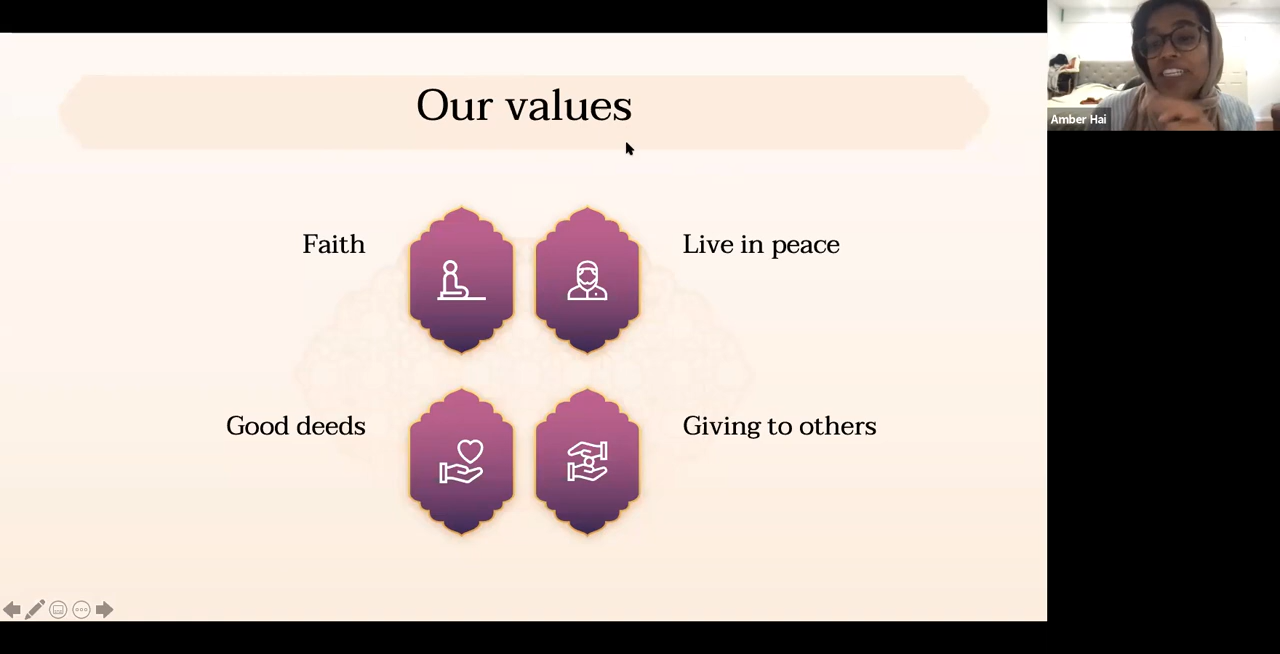 Our values
Amber Hai
Faith
Live in peace
Good deeds
Giving to others